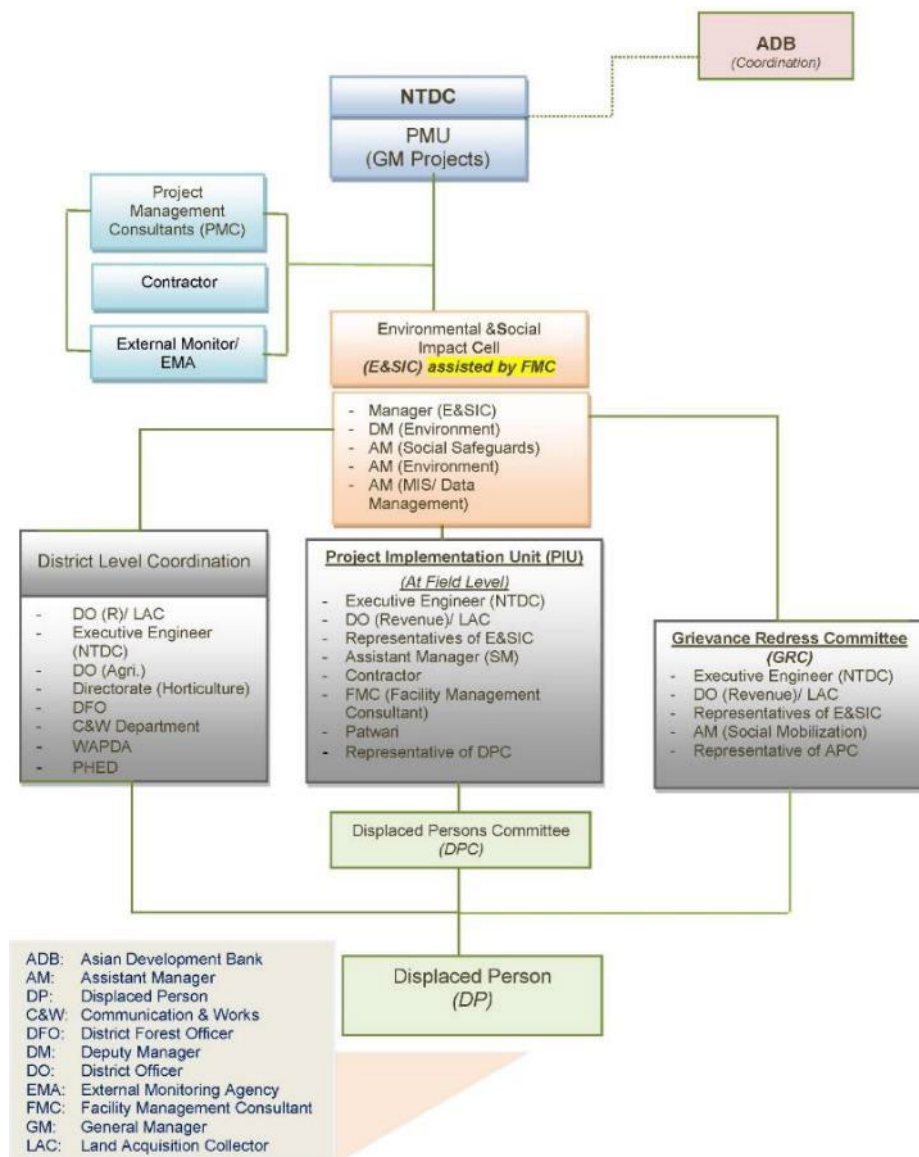 ADB
(Coordination)
NTDC
PMU
(GM Projects)
Project
Management
Consultants (PMC)
Contractor
External Monitor/
EMA
Environmental &Social
Impact Cell
(E&SIC) assisted by FMC
- Manager (E&SIC)
- DM (Environment)
- AM (Social Safeguards)
- AM (Environment)
- AM (MIS/ Data
Management)
District Level Coordination
- DO (R)/ LAC
- Executive Engineer
(NTDC)
- DO (Agri.)
- Directorate (Horticulture)
- DFO
- C&W Department
- WAPDA
- PHED
Project Implementation Unit (PIU)
(At Field Level)
- Executive Engineer (NTDC)
- DO (Revenue)/ LAC
- Representatives of E&SIC
- Assistant Manager (SM)
- Contractor
- FMC (Facility Management
Consultant)
- Patwari
- Representative of DPC
Grievance Redress Committee
(GRC)
- Executive Engineer (NTDC)
- DO (Revenue)/ LAC
- Representatives of E&SIC
- AM (Social Mobilization)
- Representative of APC
Displaced Persons Committee
(DPC)
Displaced Person
(DP)
ADB: Asian Development Bank
AM: Assistant Manager
DP: Displaced Person
C&W: Communication & Works
DFO: District Forest Officer
DM: Deputy Manager
DO: District Officer
EMA: External Monitoring Agency
FMC: Facility Management Consultant
GM: General Manager
LAC: Land Acquisition Collector